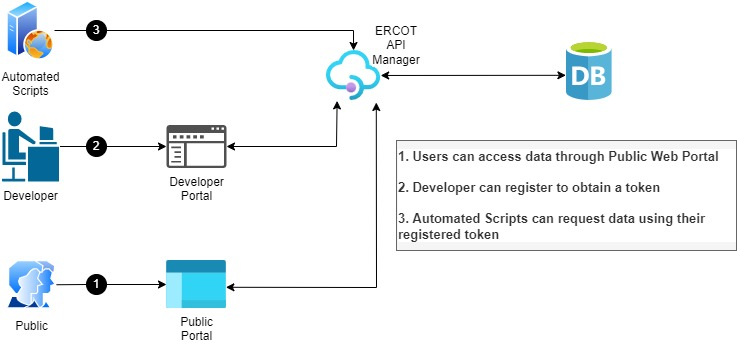 3
ERCOT
API
Manager
Automated
Scripts
DB
2
Developer
Developer
Portal
1. Users can access data through Public Web Portal
2. Developer can register to obtain a token
3. Automated Scripts can request data using their
registered token
1
Public
Public
Portal